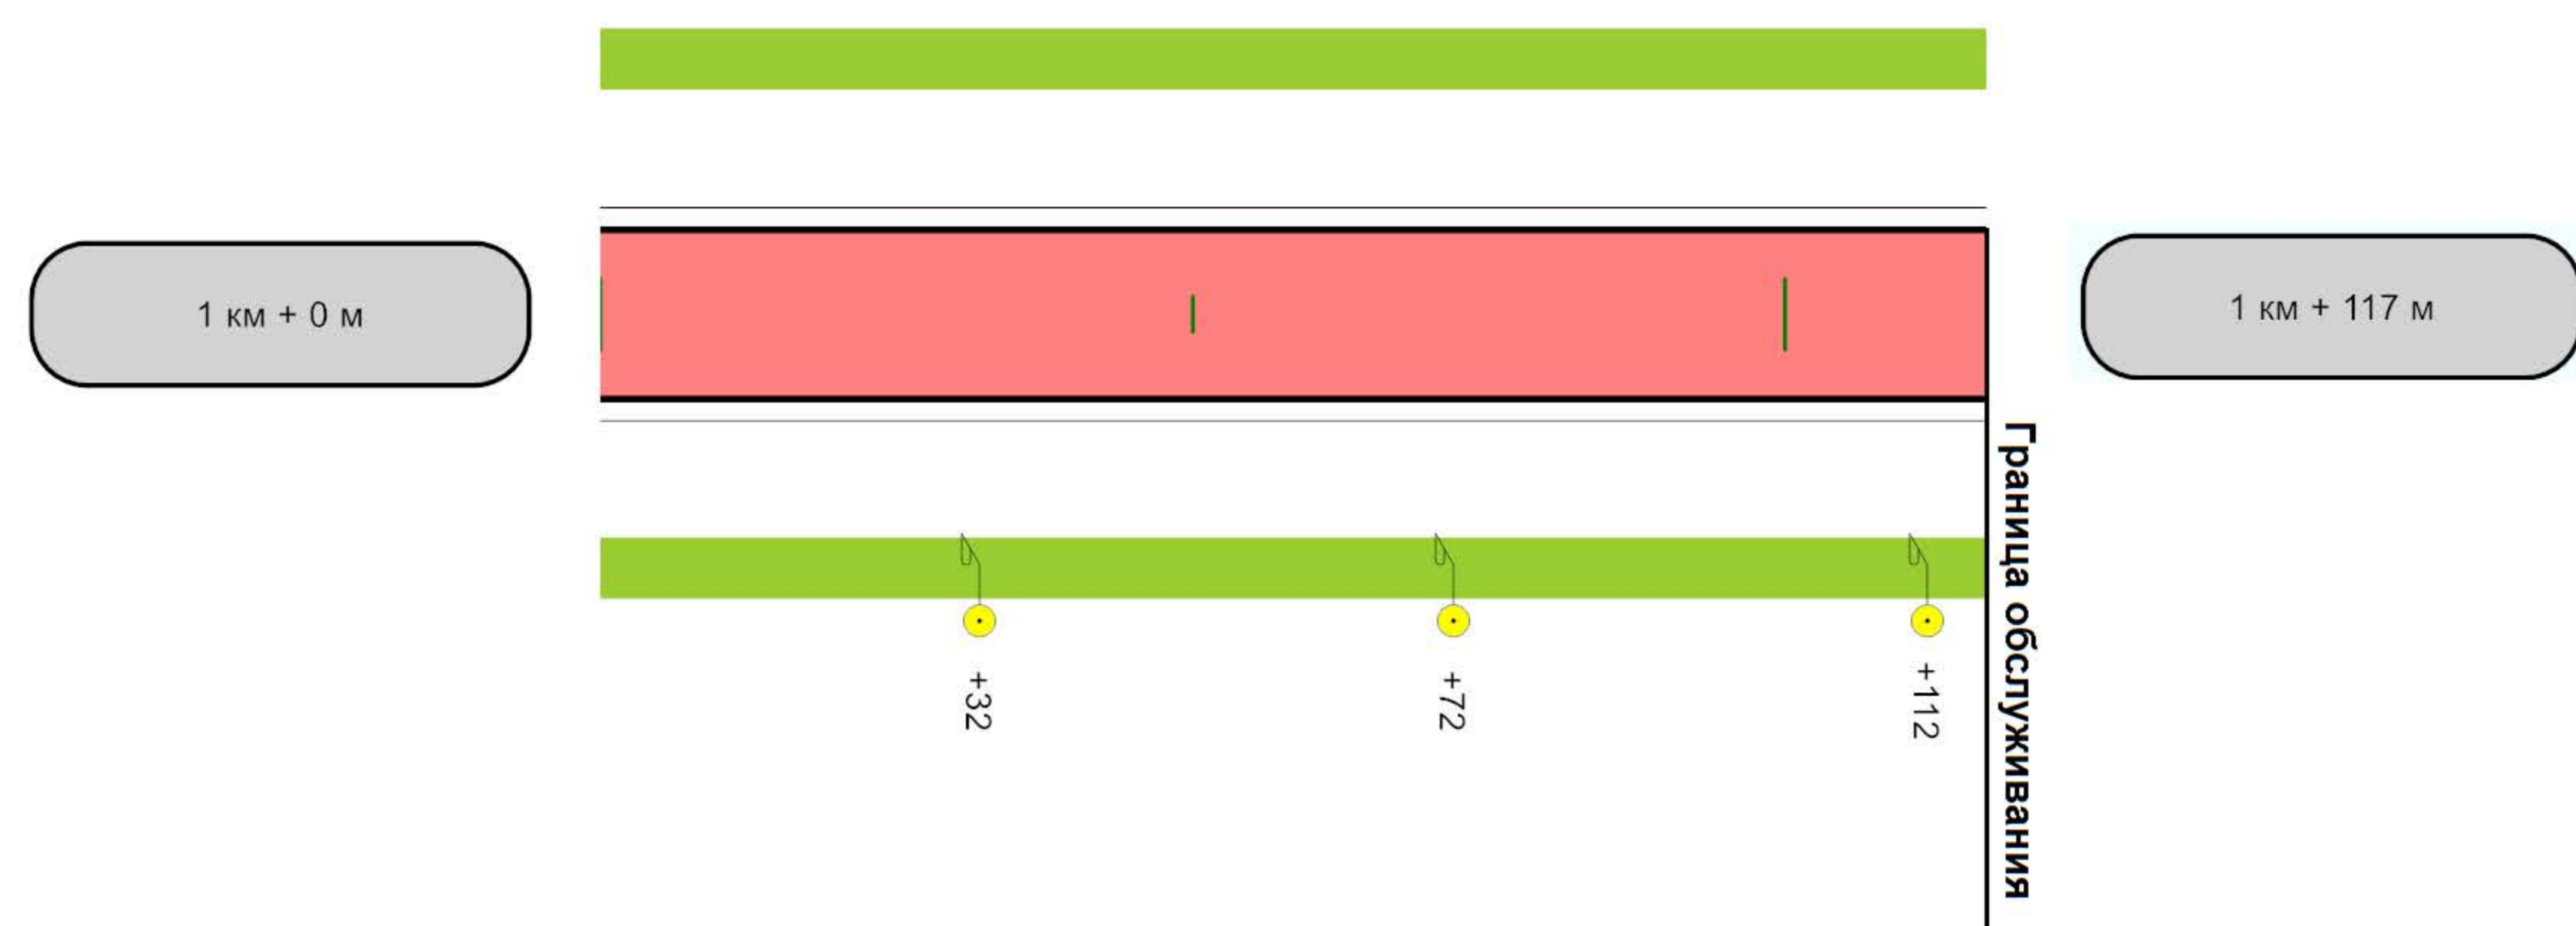 1 км + 0 м
1 км + 117 м
+32
+72
+112
Граница обслуживания